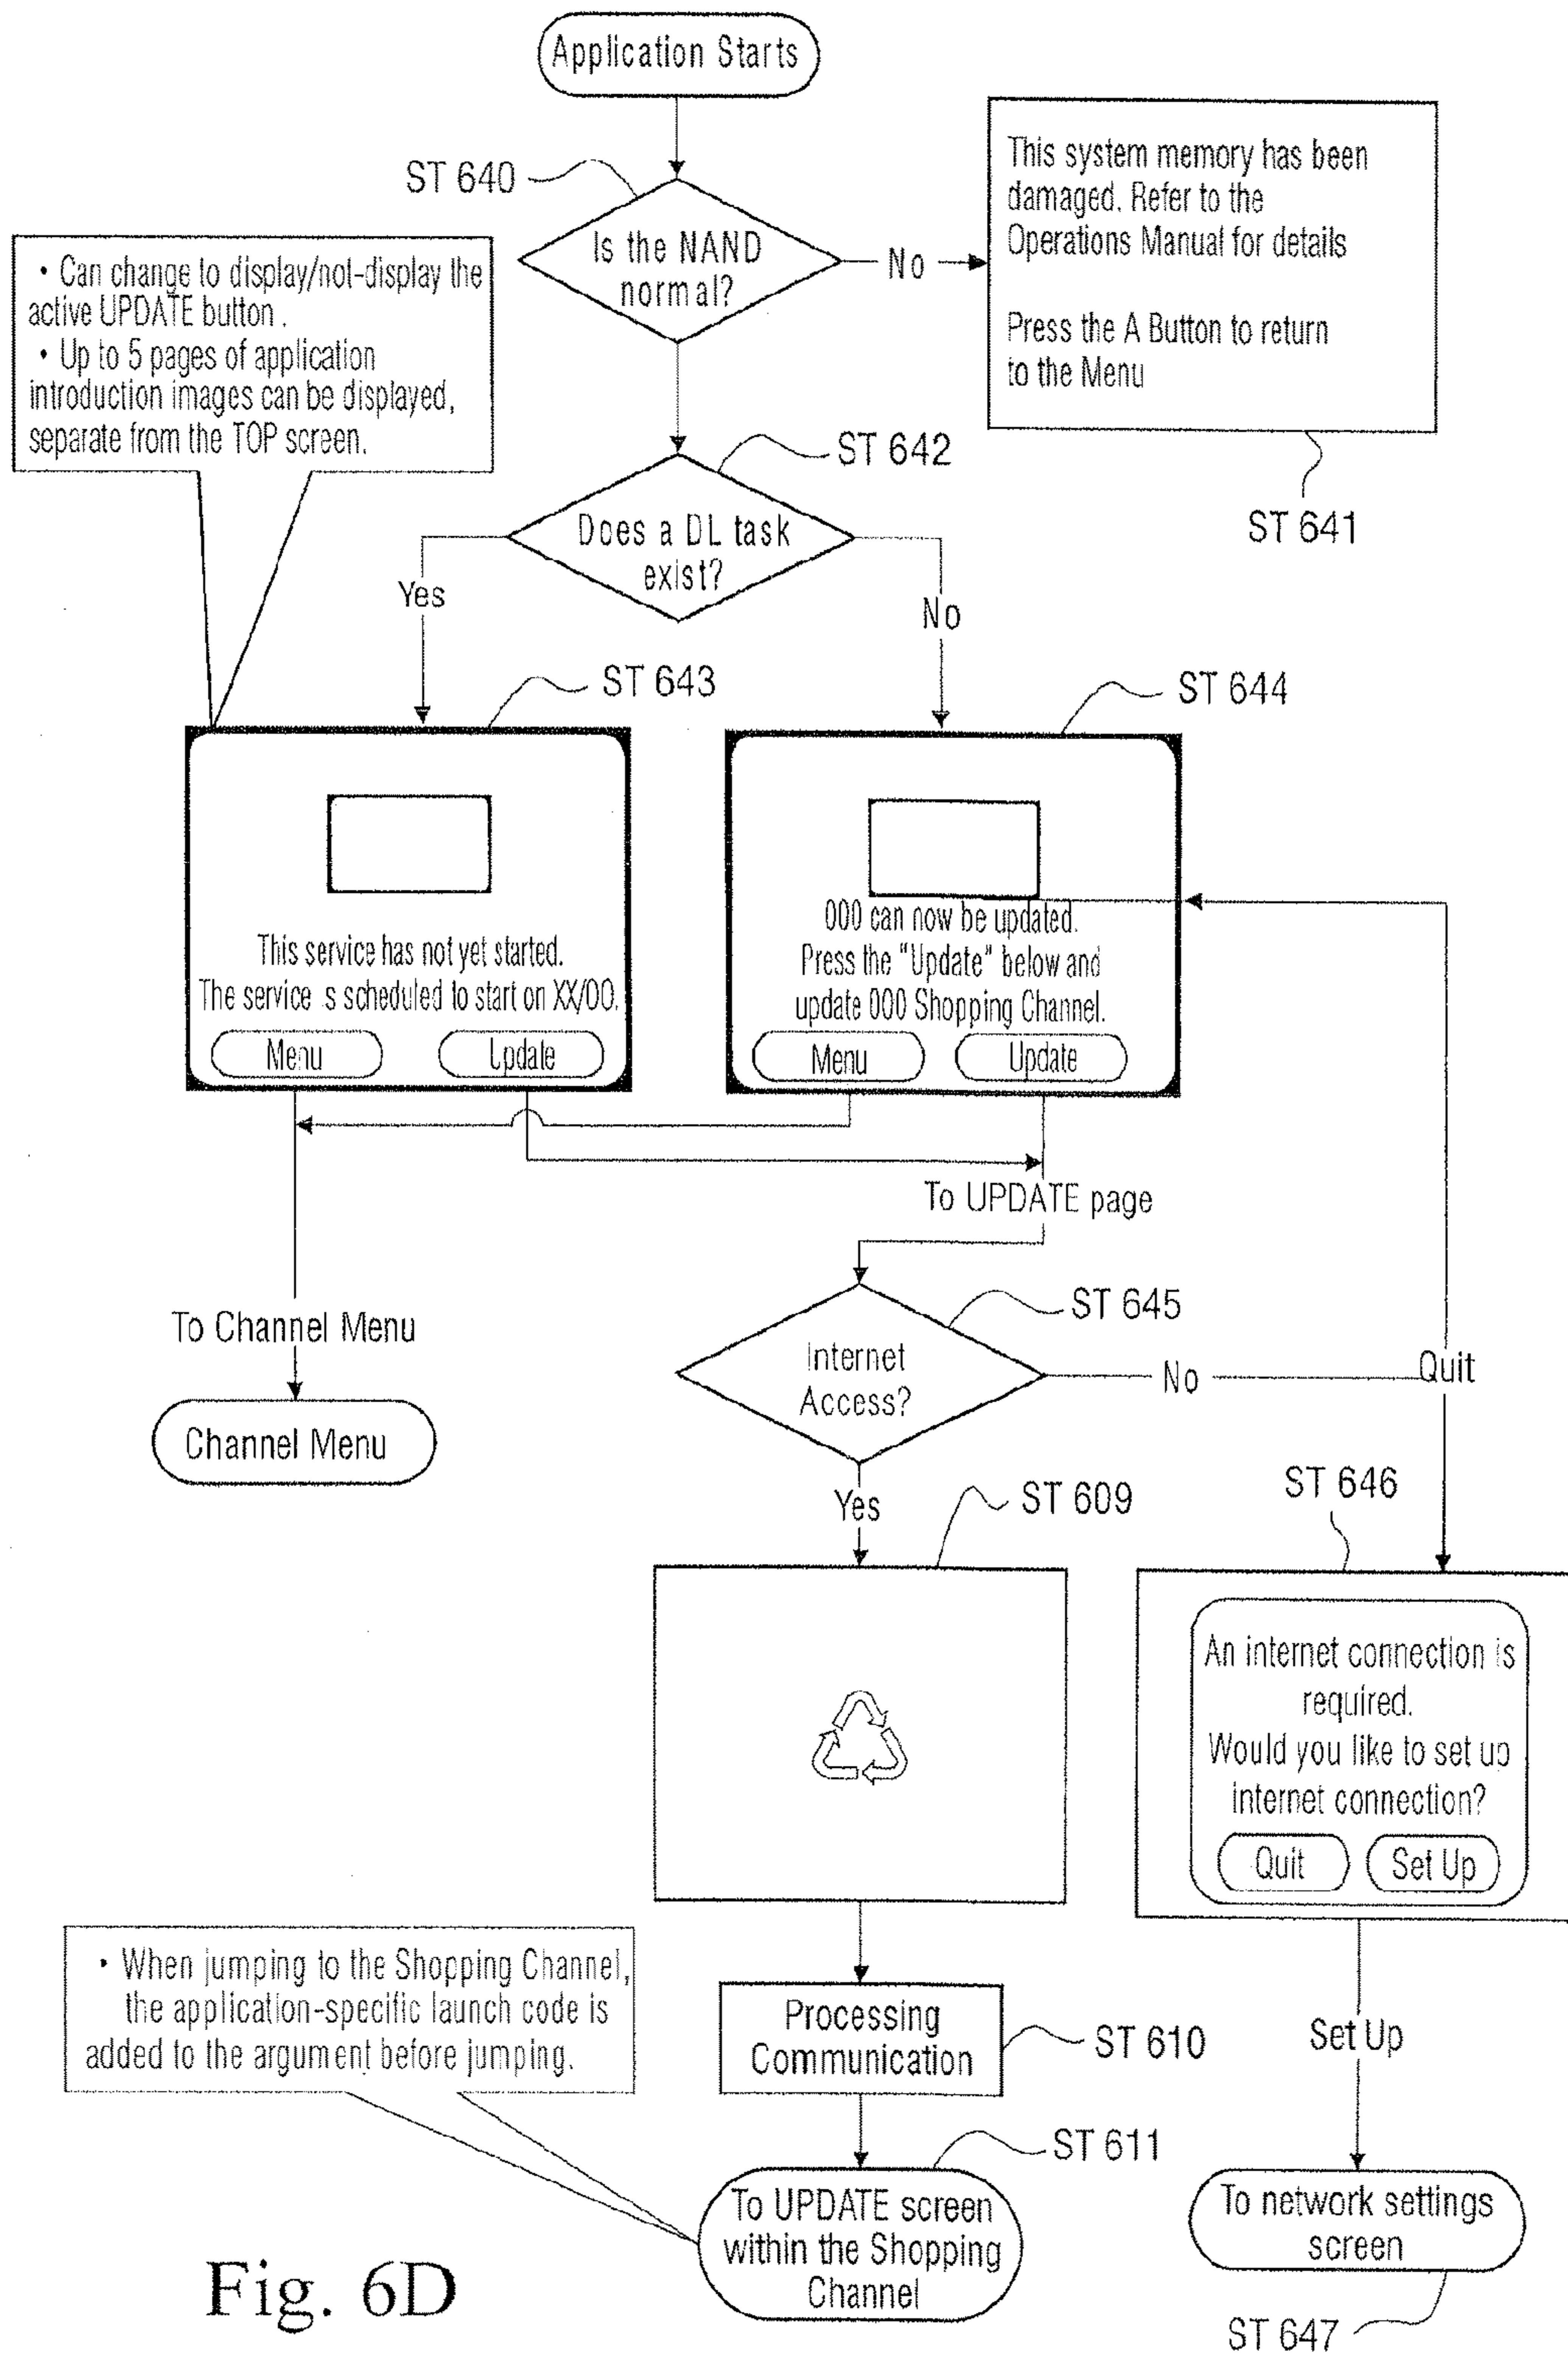 Application Starts
ST 640
Is the NAND
normal?
No
This system memory has been
damaged. Refer to the
Operations Manual for details
Press the A Button to return
to the Menu
ST 641
• Can change to display/not-display the
active UPDATE button.
• Up to 5 pages of application
introduction images can be displayed,
separate from the TOP screen.
ST 642
Does a DL task
exist?
Yes
No
ST 643
ST 644
This service has not yet started.
The service is scheduled to start on XX/OO.
Menu
Update
000 can now be updated.
Press the "Update" below and
update 000 Shopping Channel.
Menu
Update
To UPDATE page
To Channel Menu
Channel Menu
ST 645
Internet
Access?
No
Quit
Yes
ST 609
ST 646
An internet connection is
required.
Would you like to set up
internet connection?
Quit
Set Up
• When jumping to the Shopping Channel,
the application-specific launch code is
added to the argument before jumping.
Processing
Communication
ST 610
Set Up
ST 611
To UPDATE screen
within the Shopping
Channel
To network settings
screen
ST 647
Fig. 6D